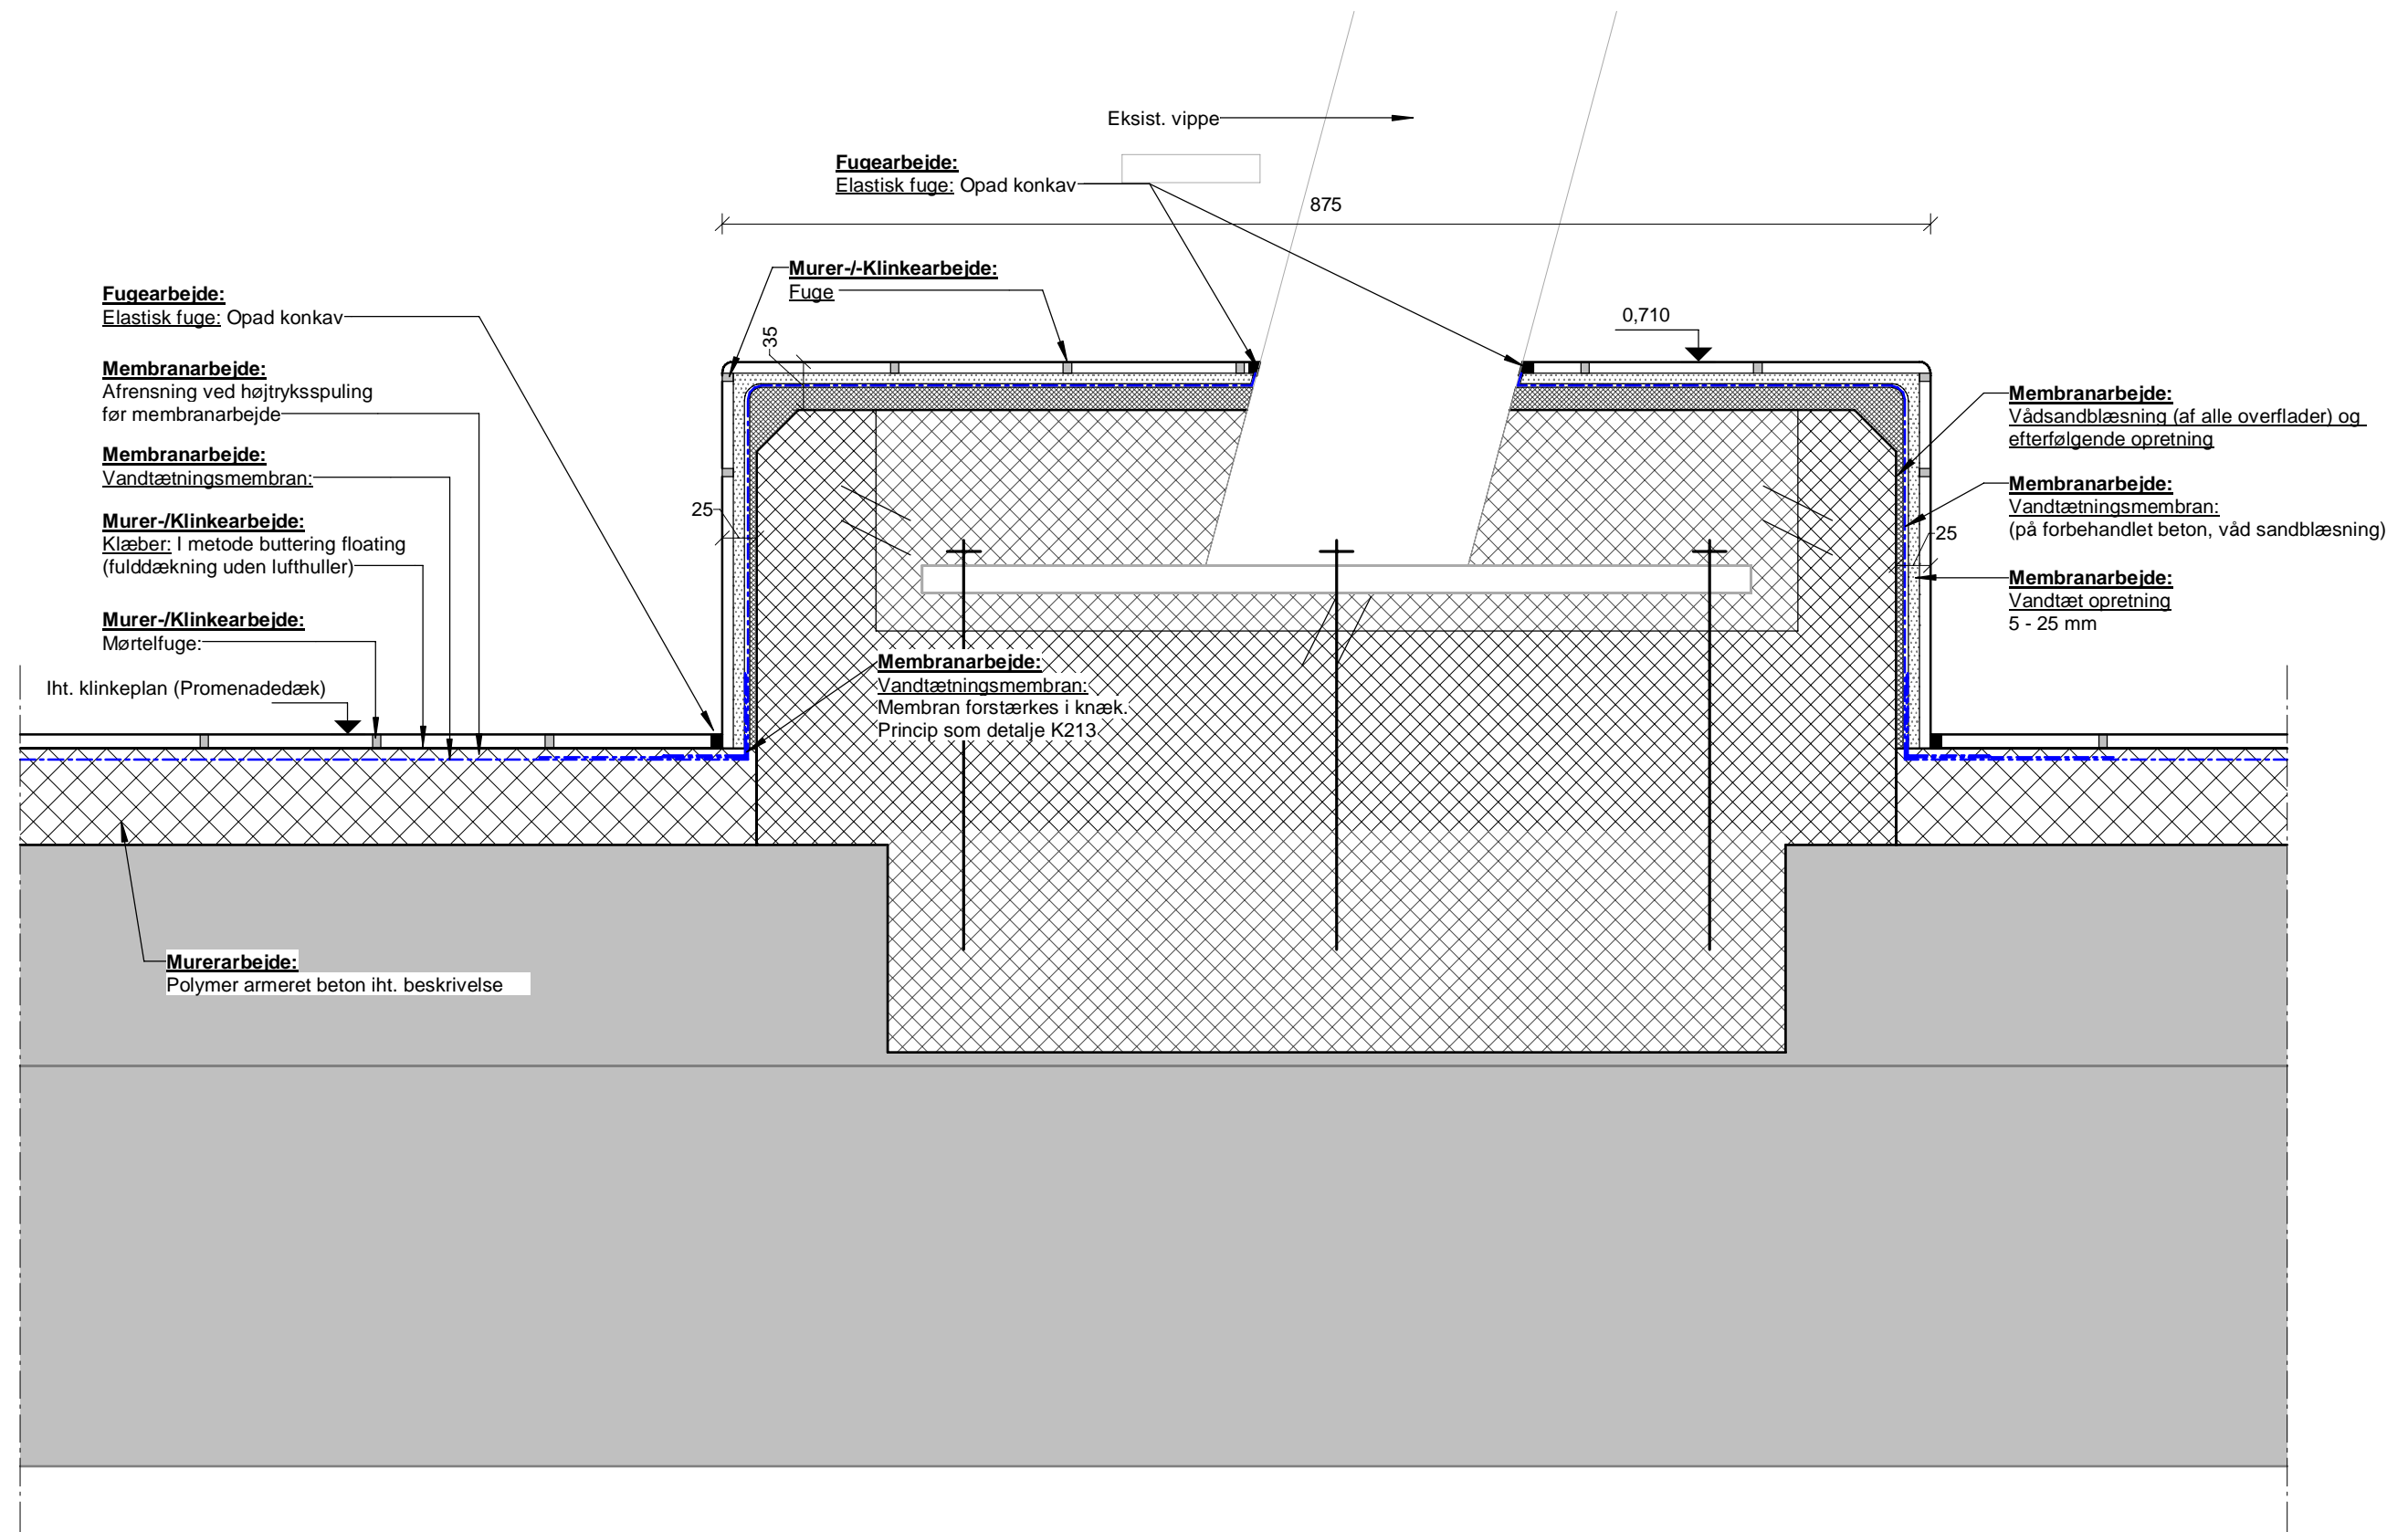 Eksist. vippe
Fugearbejde:
Elastisk fuge: Opad konkav
875
Murer-/-Klinkearbejde:
Fuge
Fugearbejde:
Elastisk fuge: Opad konkav
0,710
35
Membranarbejde:
Afrensning ved højtryksspuling
før membranarbejde
Membranarbejde:
Vandtætningsmembran:
Murer-/Klinkearbejde:
Klæber: I metode buttering floating
(fulddækning uden lufthuller)
Murer-/Klinkearbejde:
Mørtelfuge:
Iht. klinkeplan (Promenadedæk)
25
Membranarbejde:
Vådsandblæsning (af alle overflader) og
efterfølgende opretning
Membranarbejde:
Vandtætningsmembran:
(på forbehandlet beton, våd sandblæsning)
25
Membranarbejde:
Vandtæt opretning
5 - 25 mm
Membranarbejde:
Vandtætningsmembran:
Membran forstærkes i knæk.
Princip som detalje K213
Murerarbejde:
Polymer armeret beton iht. beskrivelse